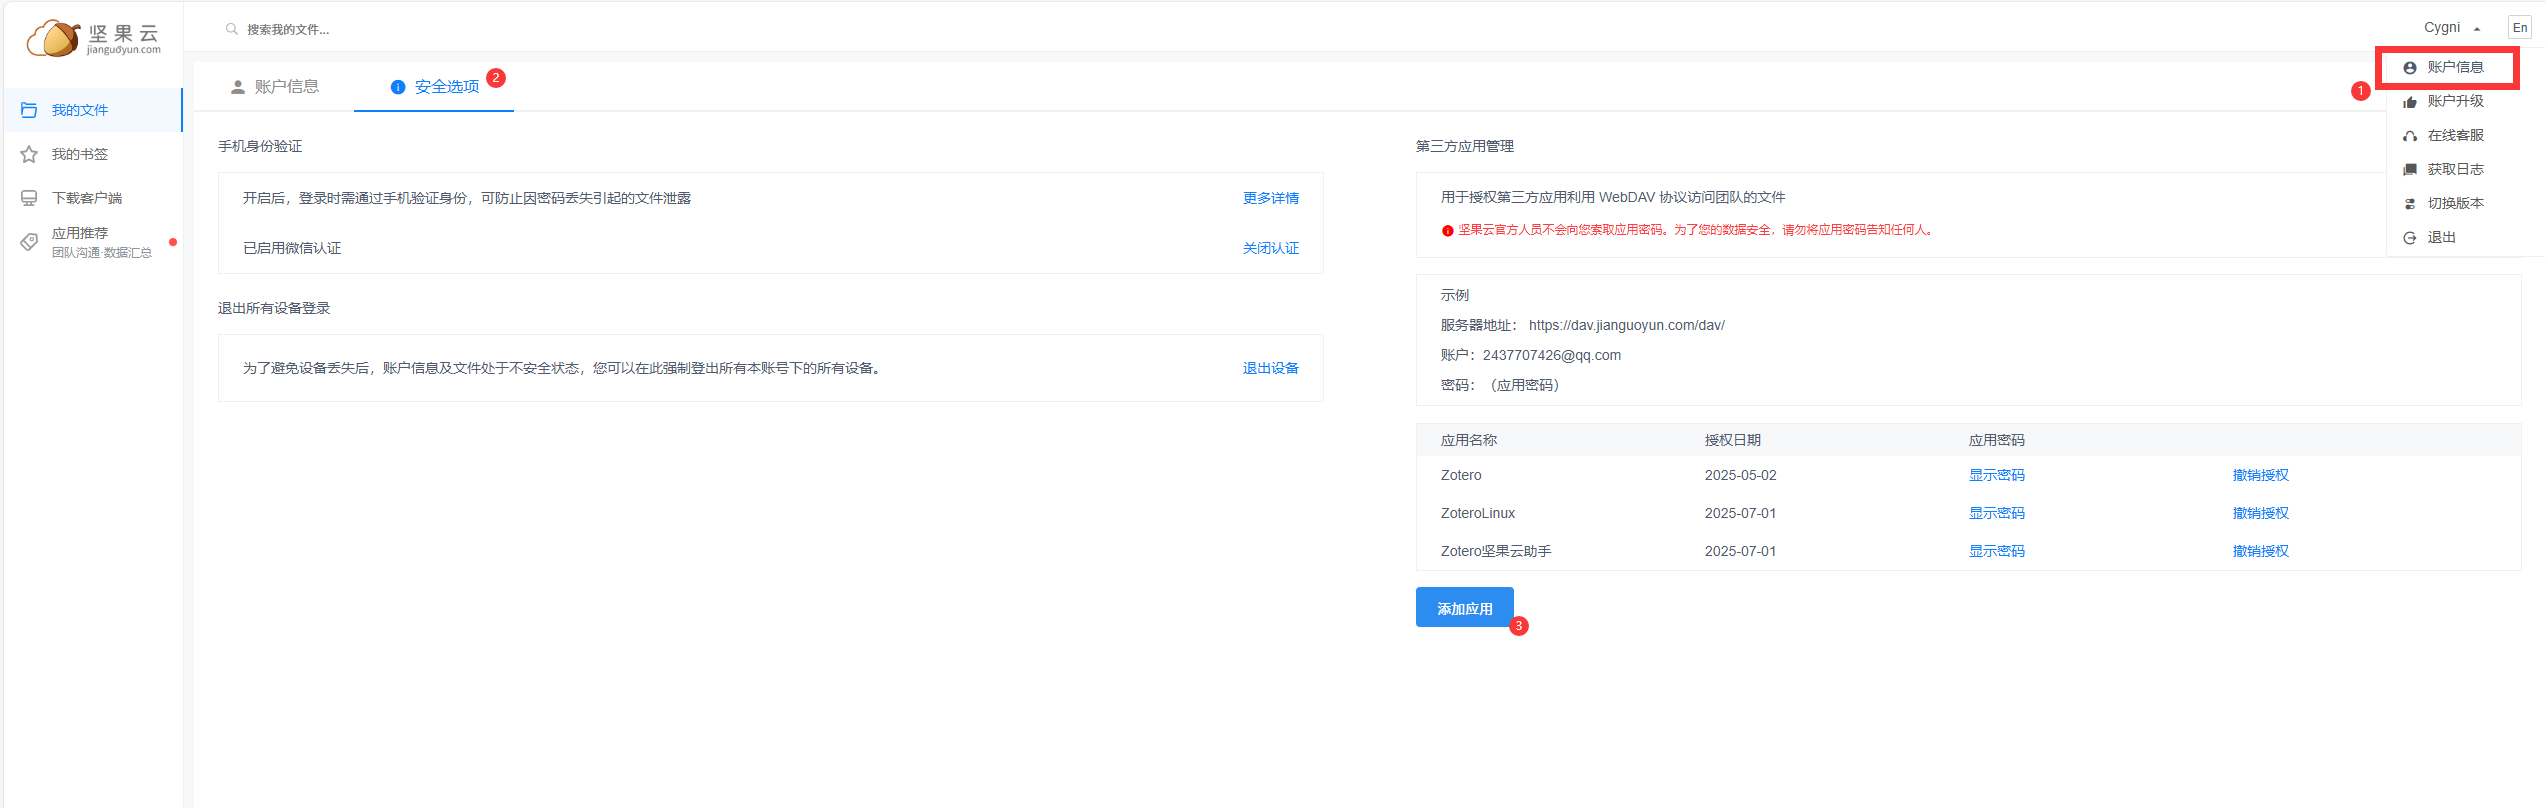 坚果云
jianguoyun.com
搜索我的文件...
Cygni
En
我的文件
我的书签
下载客户端
应用推荐
团队沟通·数据汇总
账户信息
安全选项
2
1
账户信息
账户升级
在线客服
获取日志
切换版本
退出
手机身份验证
开启后，登录时需通过手机验证身份，可防止因密码丢失引起的文件泄露
更多详情
已启用微信认证
关闭认证
退出所有设备登录
为了避免设备丢失后，账户信息及文件处于不安全状态，您可以在此强制登出所有本账号下的所有设备。
退出设备
第三方应用管理
用于授权第三方应用利用 WebDAV 协议访问团队的文件
坚果云官方人员不会向您索取应用密码。为了您的数据安全，请勿将应用密码告知任何人。
示例
服务器地址： https://dav.jianguoyun.com/dav/
账户：2437707426@qq.com
密码：（应用密码）
应用名称 授权日期 应用密码
Zotero 2025-05-02 显示密码 撤销授权
ZoteroLinux 2025-07-01 显示密码 撤销授权
Zotero坚果云助手 2025-07-01 显示密码 撤销授权
添加应用
3